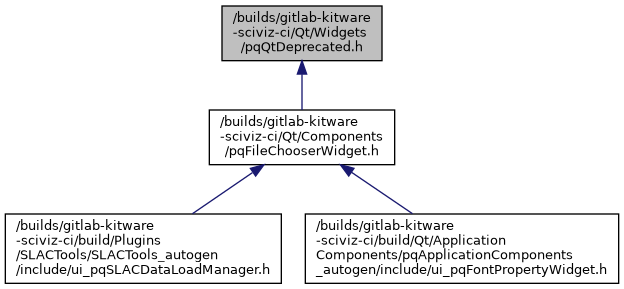 /builds/gitlab-kitware
-sciviz-ci/Qt/Widgets
/pqQtDeprecated.h
/builds/gitlab-kitware
-sciviz-ci/Qt/Components
/pqFileChooserWidget.h
/builds/gitlab-kitware
-sciviz-ci/build/Plugins
/SLACTools/SLACTools_autogen
/include/ui_pqSLACDataLoadManager.h
/builds/gitlab-kitware
-sciviz-ci/build/Qt/Application
Components/pqApplicationComponents
_autogen/include/ui_pqFontPropertyWidget.h